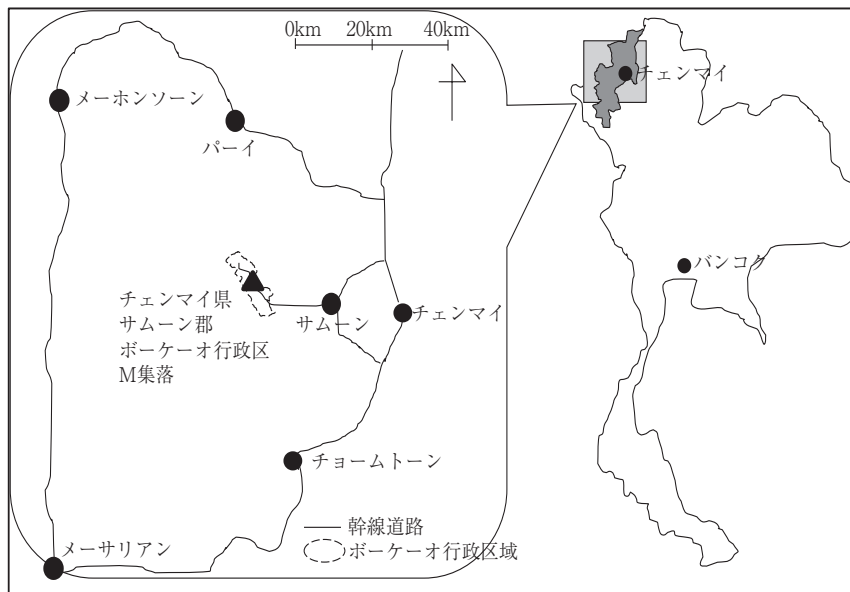 0km 20km 40km
メーホンソーン
パーイ
チェンマイ県
サムーン郡
ボーケーオ行政区
M集落
サムーン
チェンマイ
チョームトーン
幹線道路
ボーケーオ行政区域
メーサリアン
チェンマイ
バンコク